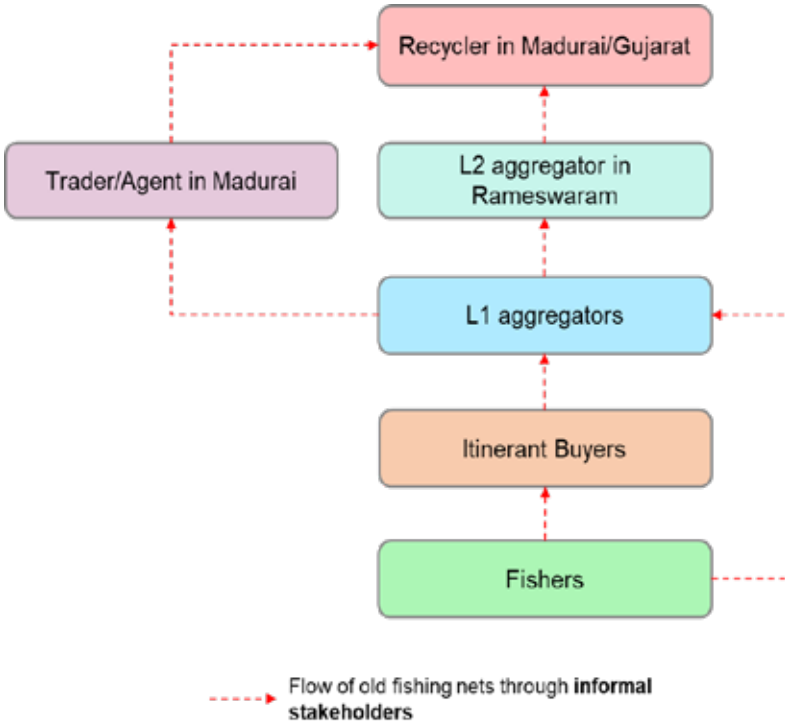 Recycler in Madurai/Gujarat
Trader/Agent in Madurai
L2 aggregator in
Rameswaram
L1 aggregators
Itinerant Buyers
Fishers
Flow of old fishing nets through informal
stakeholders